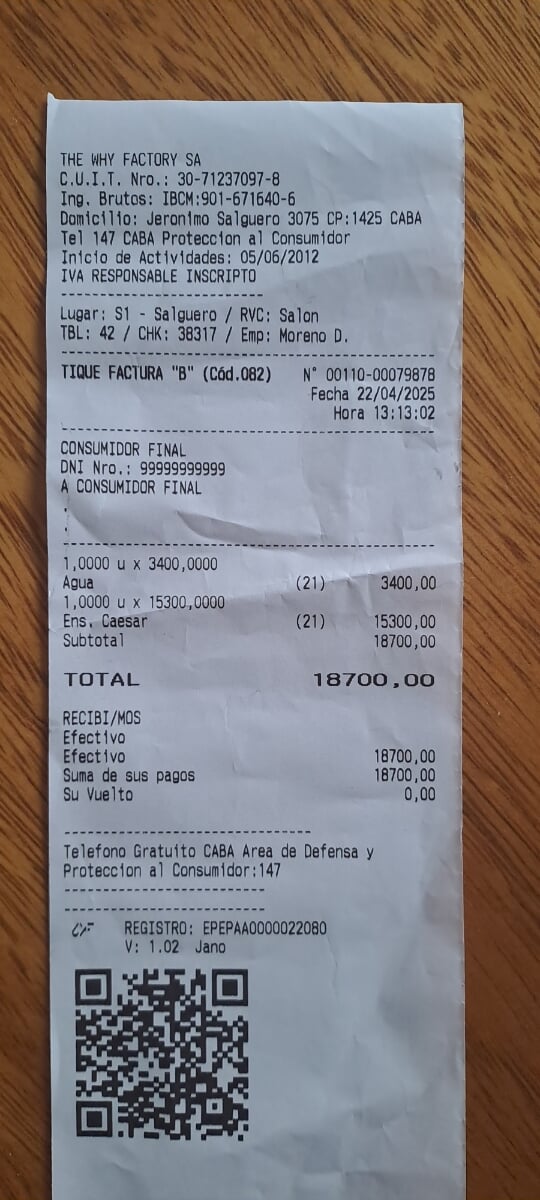 THE WHY FACTORY SA
C.U.I.T. Nro.: 30-71237097-8
Ing. Brutos: IBCM:901-671640-6
Domicilio: Jeronimo Salguero 3075 CP:1425 CABA
Tel 147 CABA Proteccion al Consumidor
Inicio de Actividades: 05/06/2012
IVA RESPONSABLE INSCRIPTO
Lugar: S1 - Salguero / RVC: Salon
TBL: 42 / CHK: 38317 / Emp: Moreno D.
TIQUE FACTURA "B" (Cód.082) N° 00110-00079878
Fecha 22/04/2025
Hora 13:13:02
CONSUMIDOR FINAL
DNI Nro.: 99999999999
A CONSUMIDOR FINAL
.
.
1,0000 u x 3400,0000
Agua (21) 3400,00
1,0000 u x 15300,0000
Ens. Caesar (21) 15300,00
Subtotal 18700,00
TOTAL 18700,00
RECIBI/MOS
Efectivo
Efectivo 18700,00
Suma de sus pagos 18700,00
Su Vuelto 0,00
Telefono Gratuito CABA Area de Defensa y
Proteccion al Consumidor:147
CF REGISTRO: EPEPAA0000022080
V: 1.02 Jano